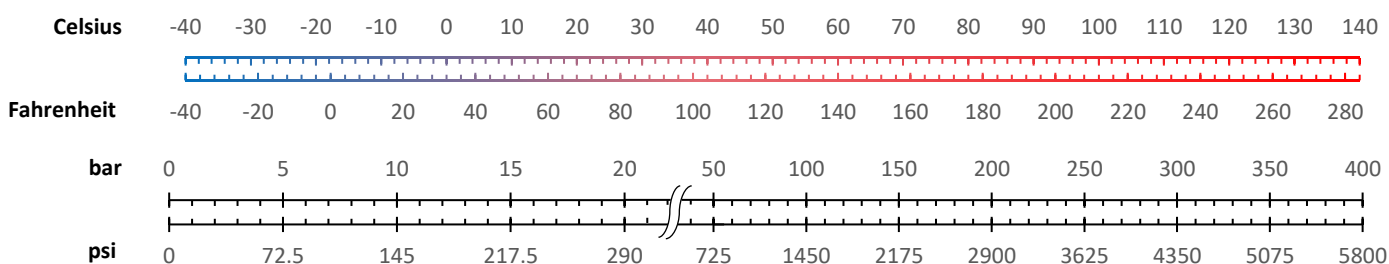 Celsius -40 -30 -20 -10 0 10 20 30 40 50 60 70 80 90 100 110 120 130 140
Fahrenheit -40 -20 0 20 40 60 80 100 120 140 160 180 200 220 240 260 280
bar 0 5 10 15 20 50 100 150 200 250 300 350 400
psi 0 72.5 145 217.5 290 725 1450 2175 2900 3625 4350 5075 5800